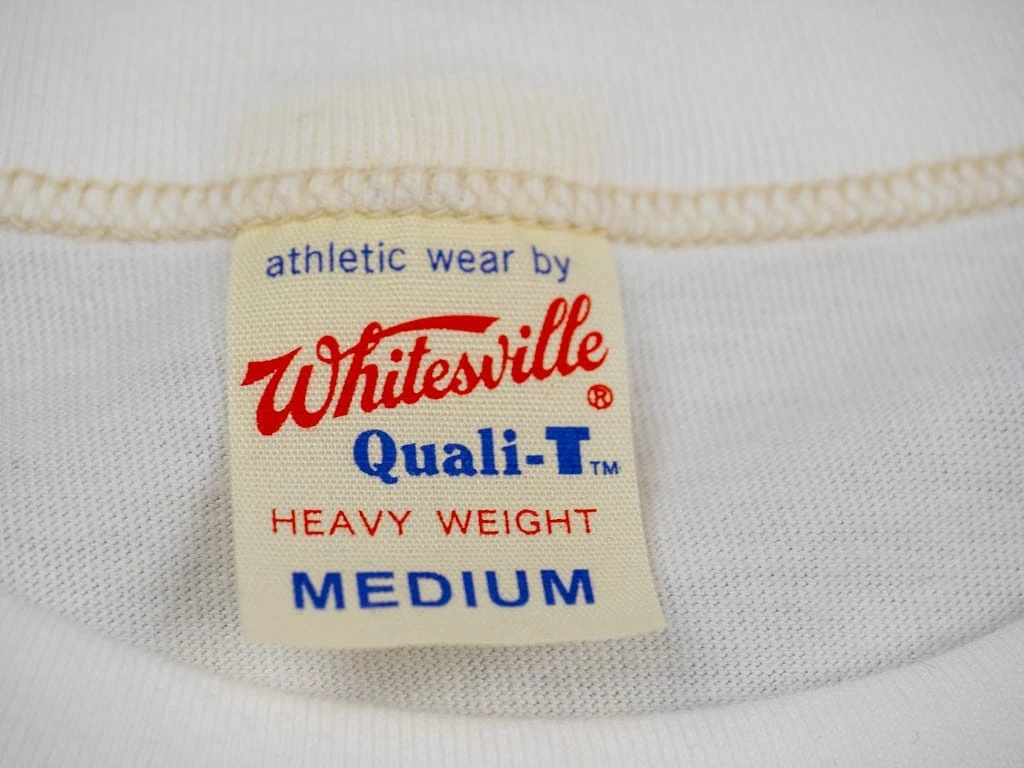 athletic wear by
Whitesville ®
Quali-T™
HEAVY WEIGHT
MEDIUM